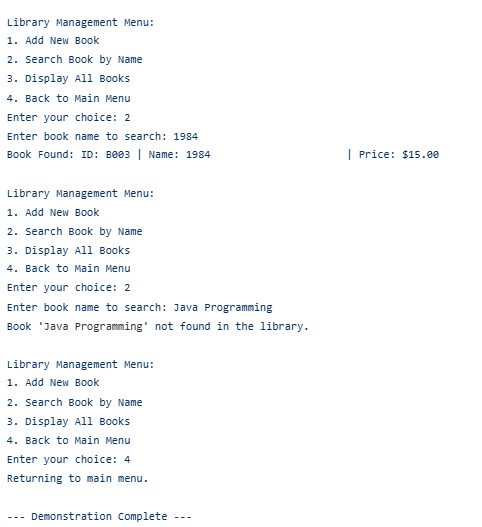 Library Management Menu:
1. Add New Book
2. Search Book by Name
3. Display All Books
4. Back to Main Menu
Enter your choice: 2
Enter book name to search: 1984
Book Found: ID: B003 | Name: 1984                      | Price: $15.00

Library Management Menu:
1. Add New Book
2. Search Book by Name
3. Display All Books
4. Back to Main Menu
Enter your choice: 2
Enter book name to search: Java Programming
Book 'Java Programming' not found in the library.

Library Management Menu:
1. Add New Book
2. Search Book by Name
3. Display All Books
4. Back to Main Menu
Enter your choice: 4
Returning to main menu.

--- Demonstration Complete ---